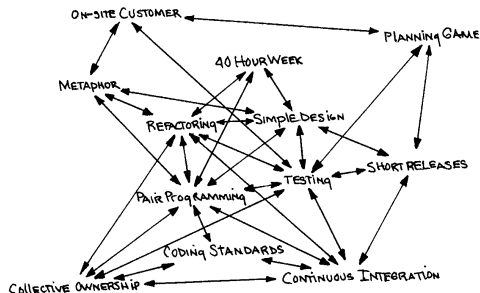 ON-SITE CUSTOMER
PLANNING GAME
40 HOUR WEEK
METAPHOR
REFACTORING
SIMPLE DESIGN
SHORT RELEASES
TESTING
PAIR PROGRAMMING
CODING STANDARDS
COLLECTIVE OWNERSHIP
CONTINUOUS INTEGRATION